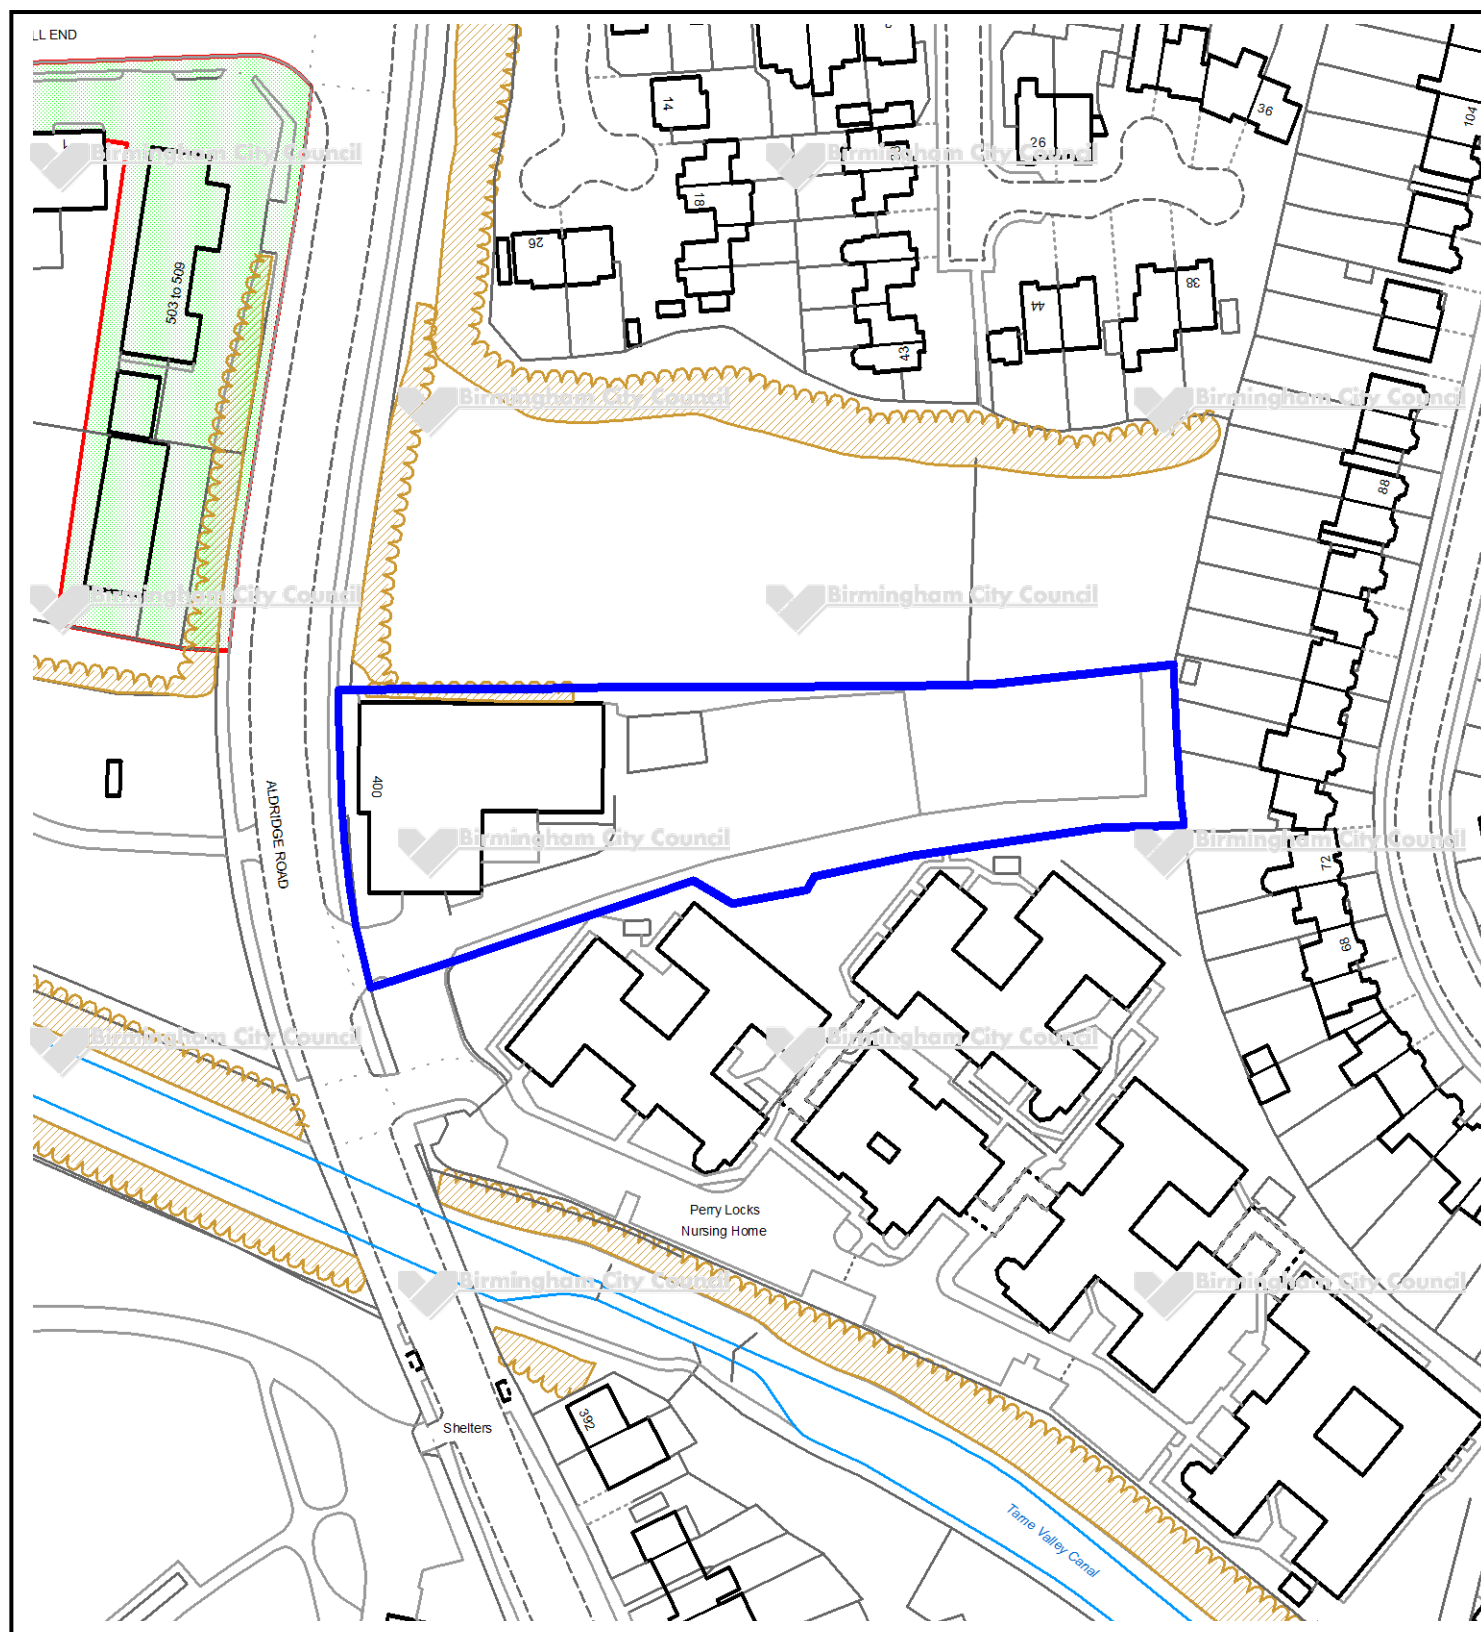 LL END
14
36
104
1
Birmingham City Council
Birmingham City Council
26
18
26
503 to 509
38
44
43
Birmingham City Council
Birmingham City Council
88
Birmingham City Council
Birmingham City Council
400
ALDRIDGE ROAD
Birmingham City Council
Birmingham City Council
72
68
Birmingham City Council
Birmingham City Council
Perry Locks
Nursing Home
Birmingham City Council
Birmingham City Council
392
Shelters
Tame Valley Canal